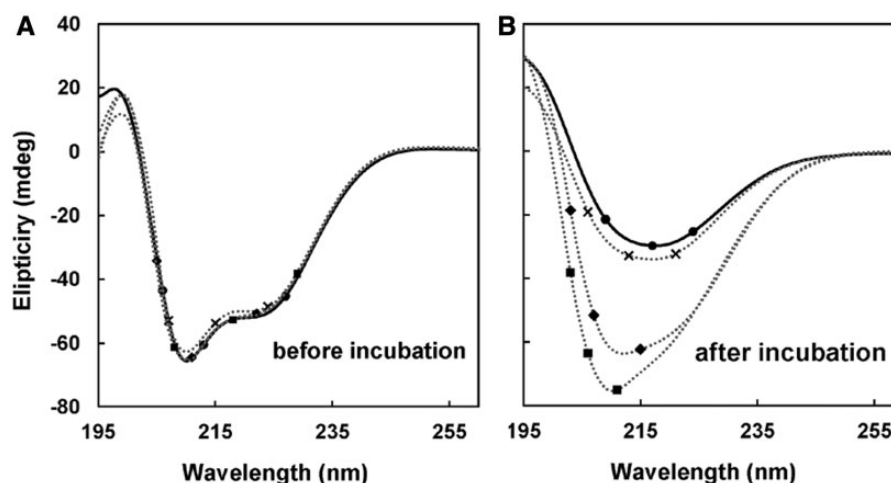 A
B
Elipticiry (mdeg)
40
20
0
-20
-40
-60
-80
before incubation
after incubation
195
215
235
255
195
215
235
255
Wavelength (nm)
Wavelength (nm)